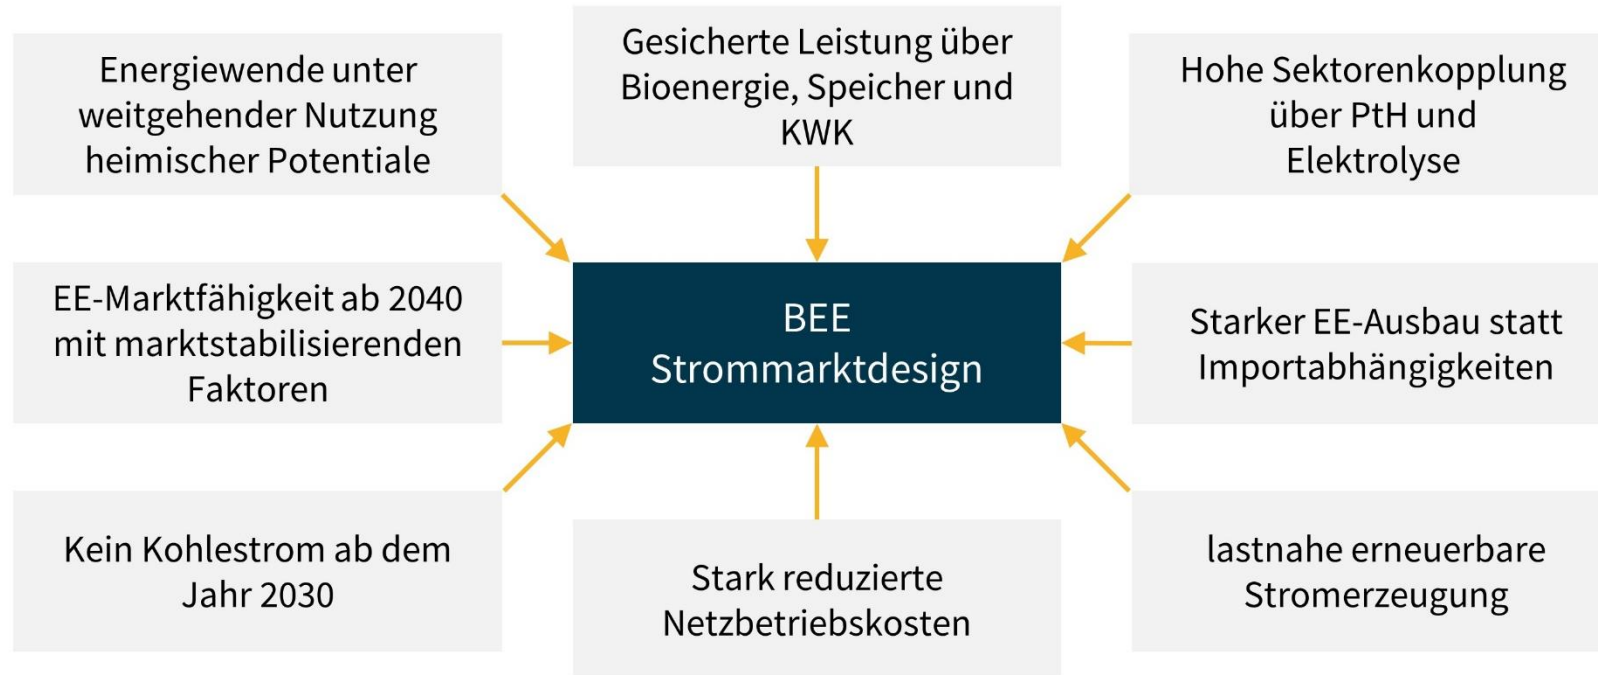 Energiewende unter
weitgehender Nutzung
heimischer Potentiale
Gesicherte Leistung über
Bioenergie, Speicher und
KWK
Hohe Sektorenkopplung
über PtH und
Elektrolyse
EE-Marktfähigkeit ab 2040
mit marktstabilisierenden
Faktoren
BEE
Strommarktdesign
Starker EE-Ausbau statt
Importabhängigkeiten
Kein Kohlestrom ab dem
Jahr 2030
Stark reduzierte
Netzbetriebskosten
lastnahe erneuerbare
Stromerzeugung